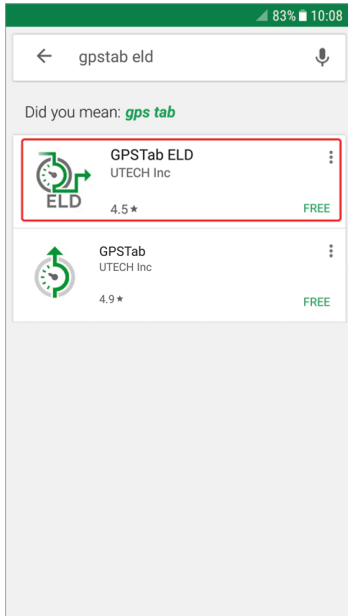 83% 10:08
gpstab eld
Did you mean: gps tab
GPSTab ELD
UTECH Inc
ELD
4.5★ FREE
GPSTab
UTECH Inc
4.9★ FREE